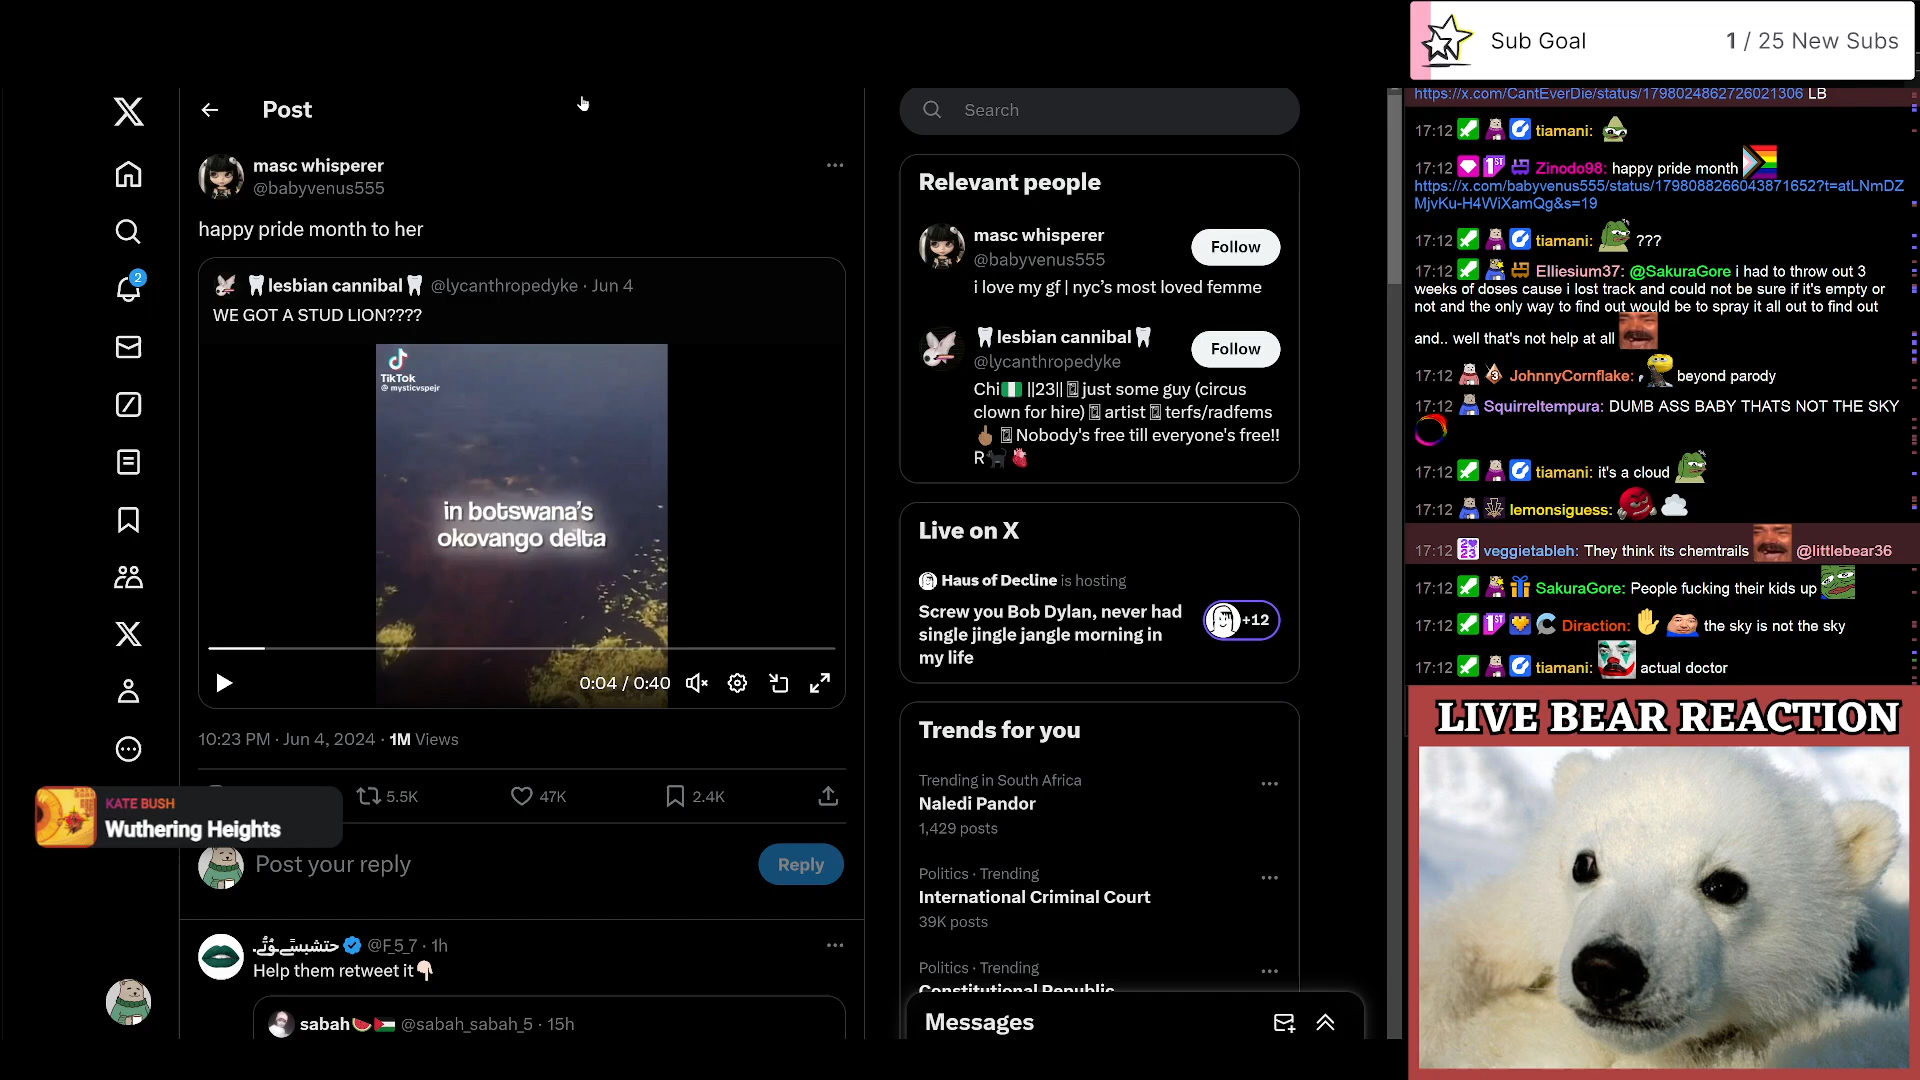 Post
masc whisperer
@babyvenus555
happy pride month to her
lesbian cannibal @lycanthropedyke · Jun 4
WE GOT A STUD LION????
TikTok
@ mysticvspejr
in botswana's
okovango delta
0:04 / 0:40
10:23 PM · Jun 4, 2024 · 1M Views
5.5K
47K
2.4K
KATE BUSH
Wuthering Heights
Post your reply
Reply
@F_5_7 · 1h
Help them retweet it
sabah @sabah_sabah_5 · 15h
2
Search
Relevant people
masc whisperer
@babyvenus555
Follow
i love my gf | nyc's most loved femme
lesbian cannibal
@lycanthropedyke
Follow
Chi ||23|| just some guy (circus
clown for hire) artist terfs/radfems
Nobody's free till everyone's free!!
R
Live on X
Haus of Decline is hosting
Screw you Bob Dylan, never had
single jingle jangle morning in
my life
+12
Trends for you
Trending in South Africa
Naledi Pandor
1,429 posts
Politics · Trending
International Criminal Court
39K posts
Politics · Trending
Constitutional Republic
Messages
Sub Goal 1 / 25 New Subs
https://x.com/CantEverDie/status/1798024862726021306 LB
17:12 tiamani:
17:12 1ST Zinodo98: happy pride month
https://x.com/babyvenus555/status/1798088266043871652?t=atLNmDZ
MjvKu-H4WiXamQg&s=19
17:12 tiamani: ???
17:12 Elliesium37: @SakuraGore i had to throw out 3
weeks of doses cause i lost track and could not be sure if it's empty or
not and the only way to find out would be to spray it all out to find out
and.. well that's not help at all
17:12 3 JohnnyCornflake: beyond parody
17:12 Squirreltempura: DUMB ASS BABY THATS NOT THE SKY
17:12 tiamani: it's a cloud
17:12 lemonsiguess:
17:12 veggietableh: They think its chemtrails @littlebear36
17:12 SakuraGore: People fucking their kids up
17:12 1ST Diraction: the sky is not the sky
17:12 tiamani: actual doctor
LIVE BEAR REACTION